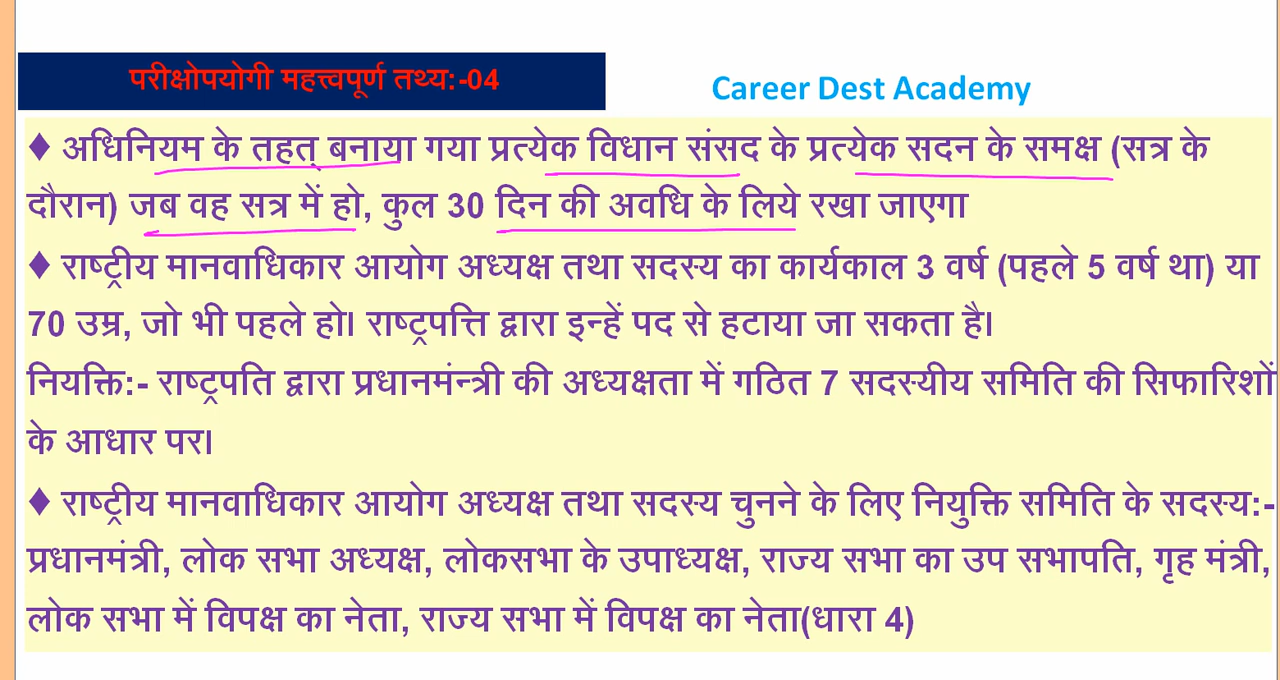 परीक्षोपयोगी महत्त्वपूर्ण तथ्य:-04
Career Dest Academy
♦ अधिनियम के तहत् बनाया गया प्रत्येक विधान संसद के प्रत्येक सदन के समक्ष (सत्र के
दौरान) जब वह सत्र में हो, कुल 30 दिन की अवधि के लिये रखा जाएगा
♦ राष्ट्रीय मानवाधिकार आयोग अध्यक्ष तथा सदस्य का कार्यकाल 3 वर्ष (पहले 5 वर्ष था) या
70 उम्र, जो भी पहले हो। राष्ट्रपत्ति द्वारा इन्हें पद से हटाया जा सकता है।
नियक्ति:- राष्ट्रपति द्वारा प्रधानमंन्त्री की अध्यक्षता में गठित 7 सदस्यीय समिति की सिफारिशों
के आधार पर।
♦ राष्ट्रीय मानवाधिकार आयोग अध्यक्ष तथा सदस्य चुनने के लिए नियुक्ति समिति के सदस्य:-
प्रधानमंत्री, लोक सभा अध्यक्ष, लोकसभा के उपाध्यक्ष, राज्य सभा का उप सभापति, गृह मंत्री,
लोक सभा में विपक्ष का नेता, राज्य सभा में विपक्ष का नेता(धारा 4)